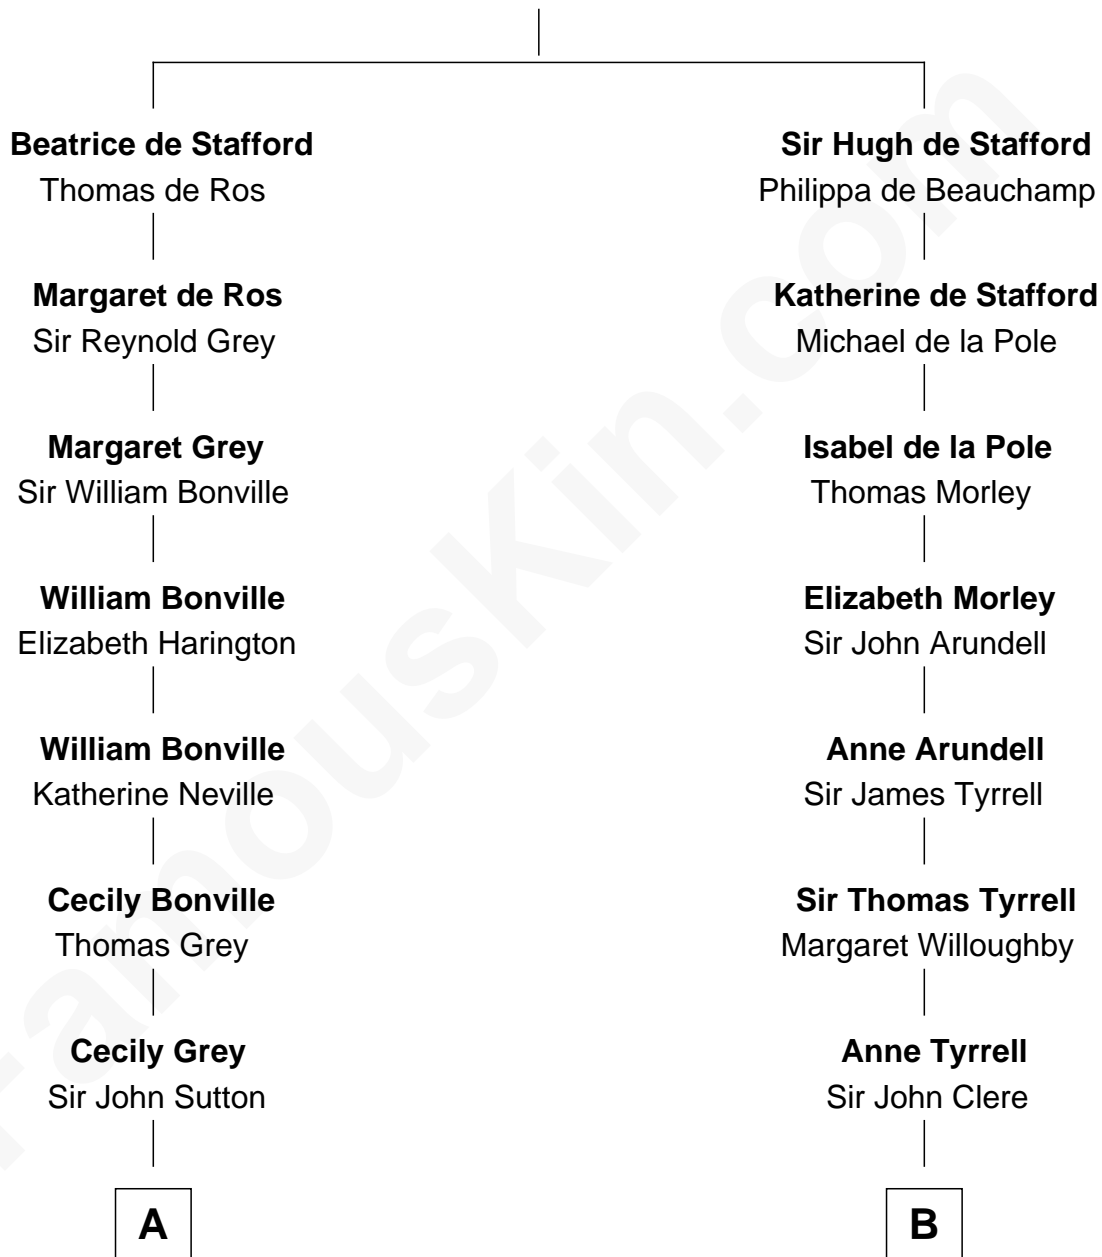 Beatrice de Stafford
Thomas de Ros
Margaret de Ros
Sir Reynold Grey
Margaret Grey
Sir William Bonville
William Bonville
Elizabeth Harington
William Bonville
Katherine Neville
Cecily Bonville
Thomas Grey
Cecily Grey
Sir John Sutton
A
Sir Hugh de Stafford
Philippa de Beauchamp
Katherine de Stafford
Michael de la Pole
Isabel de la Pole
Thomas Morley
Elizabeth Morley
Sir John Arundell
Anne Arundell
Sir James Tyrrell
Sir Thomas Tyrrell
Margaret Willoughby
Anne Tyrrell
Sir John Clere
B
FamousKin.com